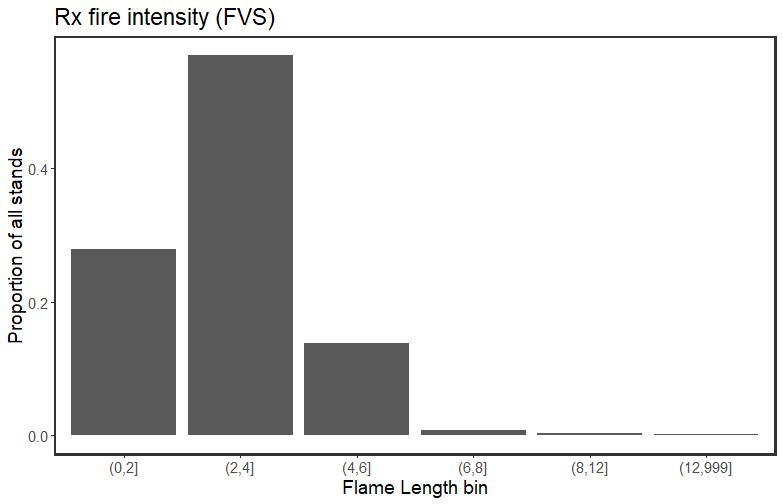 Rx fire intensity (FVS)
Proportion of all stands
0.4
0.2
0.0
(0,2] (2,4] (4,6] (6,8] (8,12] (12,999]
Flame Length bin